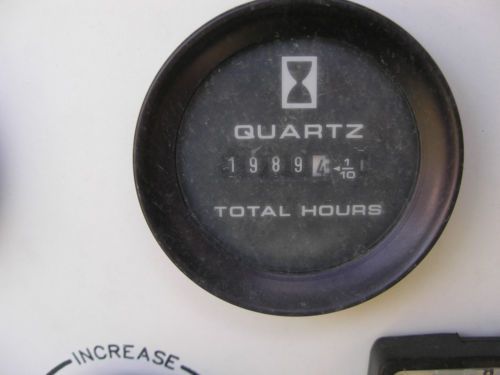 QUARTZ
19894 1/10
TOTAL HOURS
INCREASE